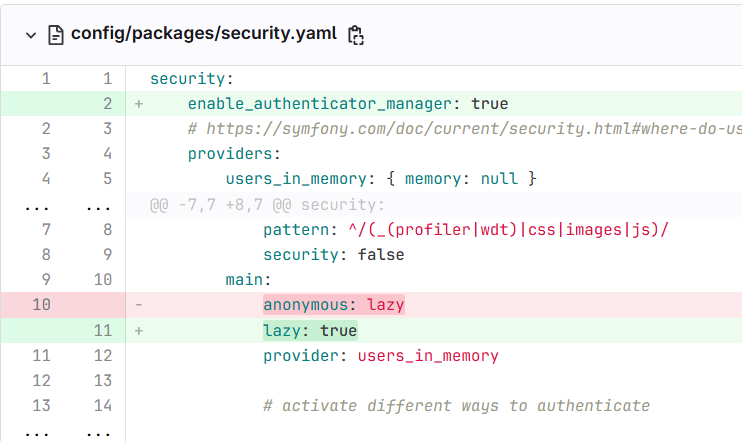 config/packages/security.yaml
1 1 security:
2 + enable_authenticator_manager: true
2 3 # https://symfony.com/doc/current/security.html#where-do-us
3 4 providers:
4 5 users_in_memory: { memory: null }
... ... @@ -7,7 +8,7 @@ security:
7 8 pattern: ^/(_(profiler|wdt)|css|images|js)/
8 9 security: false
9 10 main:
10 - anonymous: lazy
11 + lazy: true
11 12 provider: users_in_memory
12 13
13 14 # activate different ways to authenticate
... ...